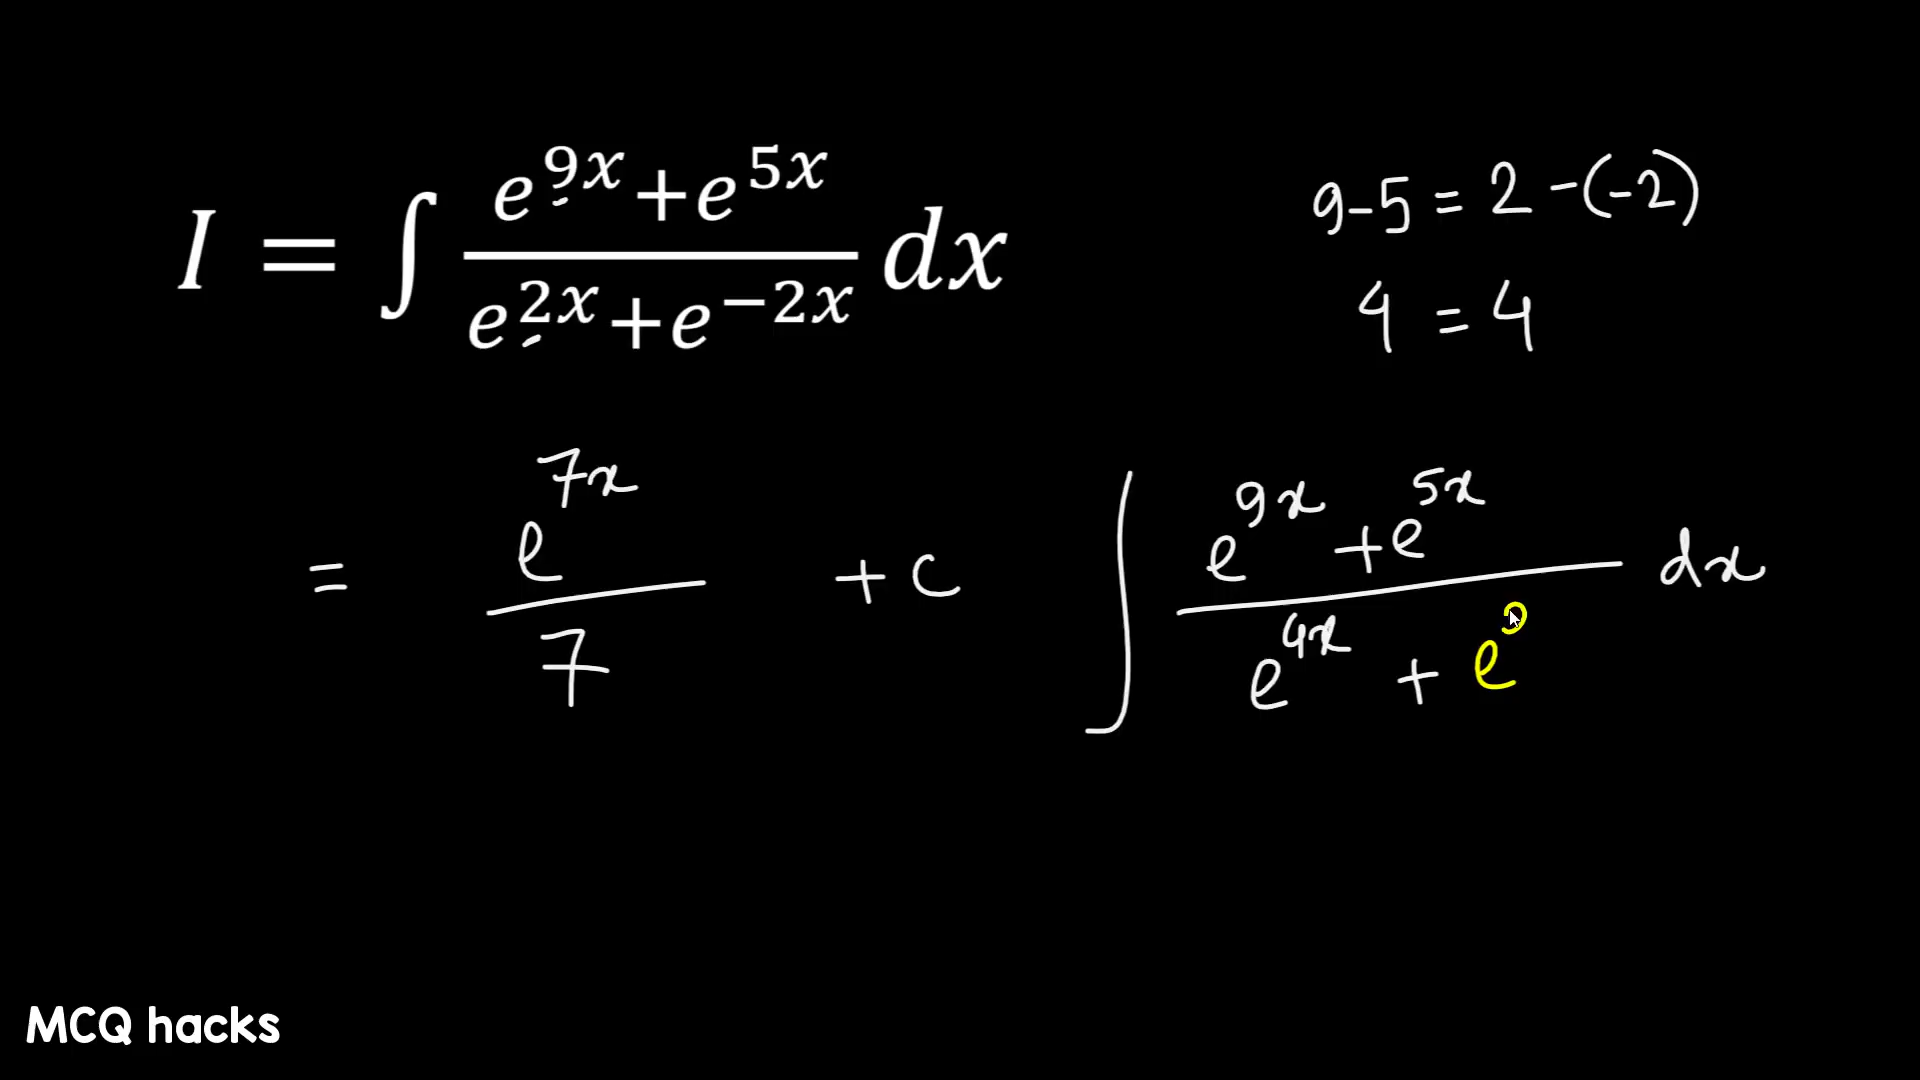 I = ∫ (e^{9x}+e^{5x})/(e^{2x}+e^{-2x}) dx
9-5 = 2-(-2)
4 = 4
= e^{7x}/7 + c
∫ (e^{9x}+e^{5x})/(e^{4x} + e) dx
MCQ hacks